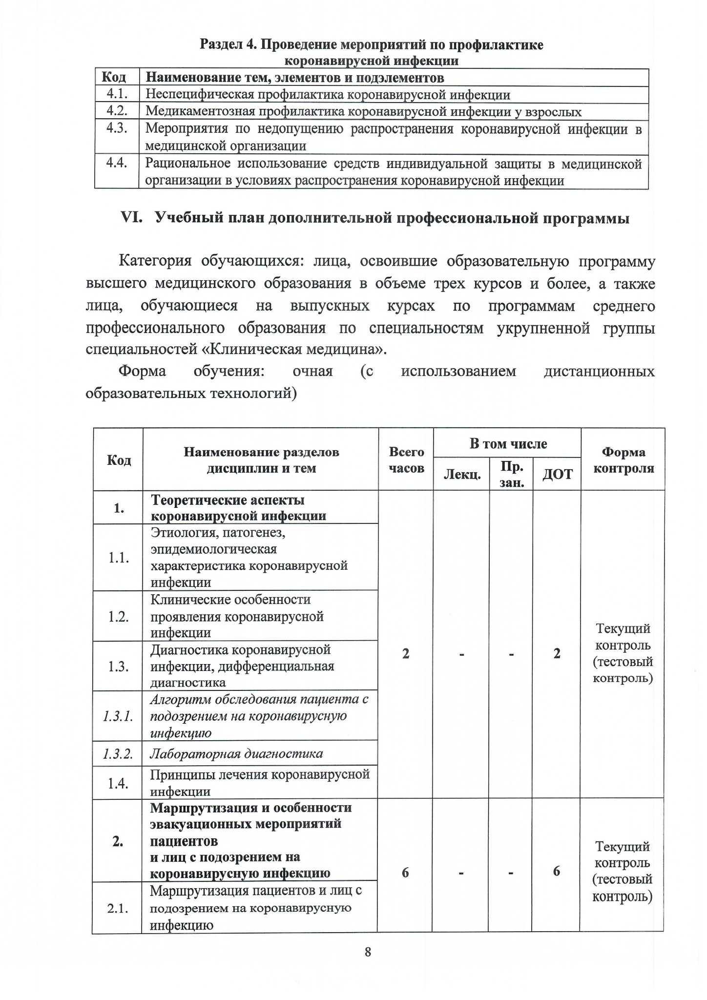 Раздел 4. Проведение мероприятий по профилактике
коронавирусной инфекции
Код Наименование тем, элементов и подэлементов
4.1. Неспецифическая профилактика коронавирусной инфекции
4.2. Медикаментозная профилактика коронавирусной инфекции у взрослых
4.3. Мероприятия по недопущению распространения коронавирусной инфекции в
медицинской организации
4.4. Рациональное использование средств индивидуальной защиты в медицинской
организации в условиях распространения коронавирусной инфекции
VI. Учебный план дополнительной профессиональной программы
Категория обучающихся: лица, освоившие образовательную программу
высшего медицинского образования в объеме трех курсов и более, а также
лица, обучающиеся на выпускных курсах по программам среднего
профессионального образования по специальностям укрупненной группы
специальностей «Клиническая медицина».
Форма обучения: очная (с использованием дистанционных
образовательных технологий)
Код
Наименование разделов
дисциплин и тем
Всего
часов
В том числе
Лекц.
Пр.
зан.
ДОТ
Форма
контроля
1.
Теоретические аспекты
коронавирусной инфекции
1.1.
Этиология, патогенез,
эпидемиологическая
характеристика коронавирусной
инфекции
1.2.
Клинические особенности
проявления коронавирусной
инфекции
1.3.
Диагностика коронавирусной
инфекции, дифференциальная
диагностика
1.3.1.
Алгоритм обследования пациента с
подозрением на коронавирусную
инфекцию
1.3.2.
Лабораторная диагностика
1.4.
Принципы лечения коронавирусной
инфекции
2 - - 2
Текущий
контроль
(тестовый
контроль)
2.
Маршрутизация и особенности
эвакуационных мероприятий
пациентов
и лиц с подозрением на
коронавирусную инфекцию
2.1.
Маршрутизация пациентов и лиц с
подозрением на коронавирусную
инфекцию
6 - - 6
Текущий
контроль
(тестовый
контроль)
8